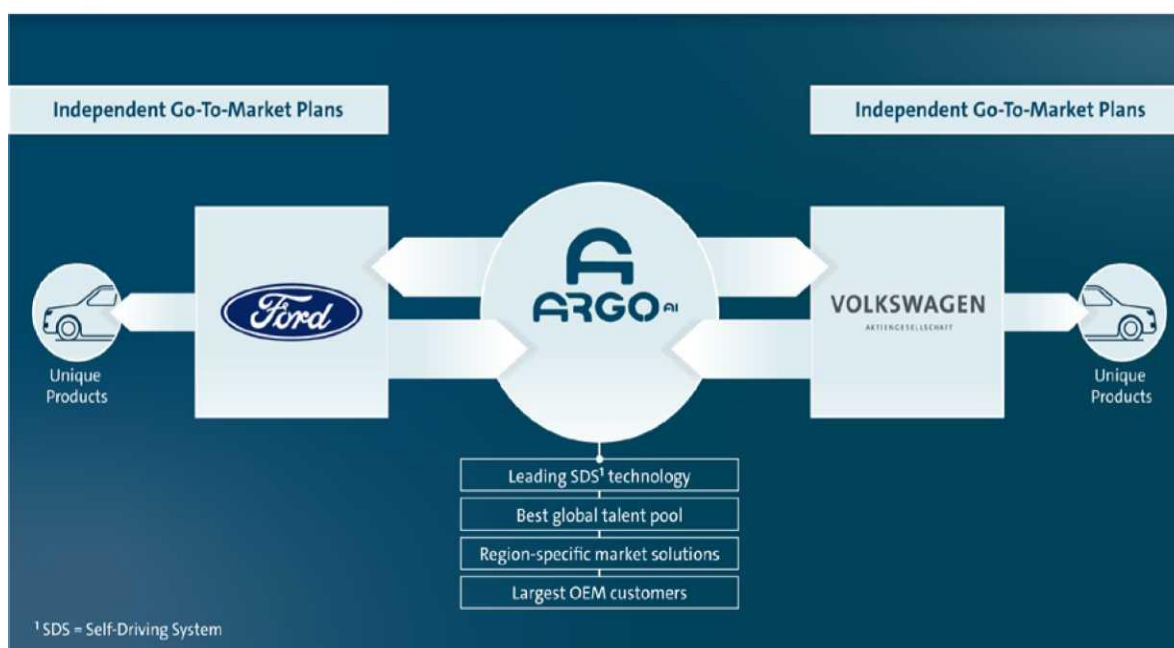 Independent Go-To-Market Plans
Independent Go-To-Market Plans
Ford
ARGO AI
VOLKSWAGEN
AKTIENGESELLSCHAFT
Unique
Products
Unique
Products
Leading SDS¹ technology
Best global talent pool
Region-specific market solutions
Largest OEM customers
¹ SDS = Self-Driving System